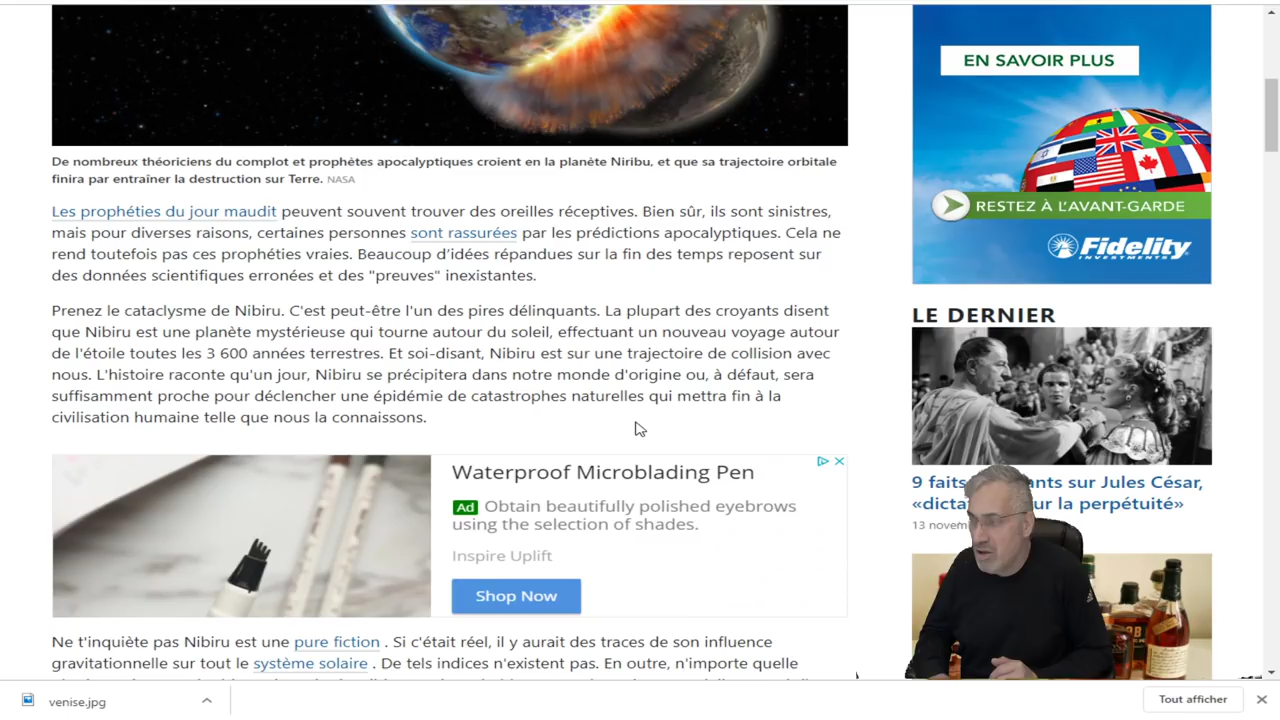 De nombreux théoriciens du complot et prophètes apocalyptiques croient en la planète Niribu, et que sa trajectoire orbitale
finira par entraîner la destruction sur Terre. NASA
Les prophéties du jour maudit peuvent souvent trouver des oreilles réceptives. Bien sûr, ils sont sinistres,
mais pour diverses raisons, certaines personnes sont rassurées par les prédictions apocalyptiques. Cela ne
rend toutefois pas ces prophéties vraies. Beaucoup d'idées répandues sur la fin des temps reposent sur
des données scientifiques erronées et des "preuves" inexistantes.
Prenez le cataclysme de Nibiru. C'est peut-être l'un des pires délinquants. La plupart des croyants disent
que Nibiru est une planète mystérieuse qui tourne autour du soleil, effectuant un nouveau voyage autour
de l'étoile toutes les 3 600 années terrestres. Et soi-disant, Nibiru est sur une trajectoire de collision avec
nous. L'histoire raconte qu'un jour, Nibiru se précipitera dans notre monde d'origine ou, à défaut, sera
suffisamment proche pour déclencher une épidémie de catastrophes naturelles qui mettra fin à la
civilisation humaine telle que nous la connaissons.
Waterproof Microblading Pen
Ad Obtain beautifully polished eyebrows
using the selection of shades.
Inspire Uplift
Shop Now
Ne t'inquiète pas Nibiru est une pure fiction . Si c'était réel, il y aurait des traces de son influence
gravitationnelle sur tout le système solaire . De tels indices n'existent pas. En outre, n'importe quelle
EN SAVOIR PLUS
RESTEZ À L'AVANT-GARDE
Fidelity
INVESTMENTS
LE DERNIER
9 faits ants sur Jules César,
«dicta ur la perpétuité»
13 novem
venise.jpg
Tout afficher